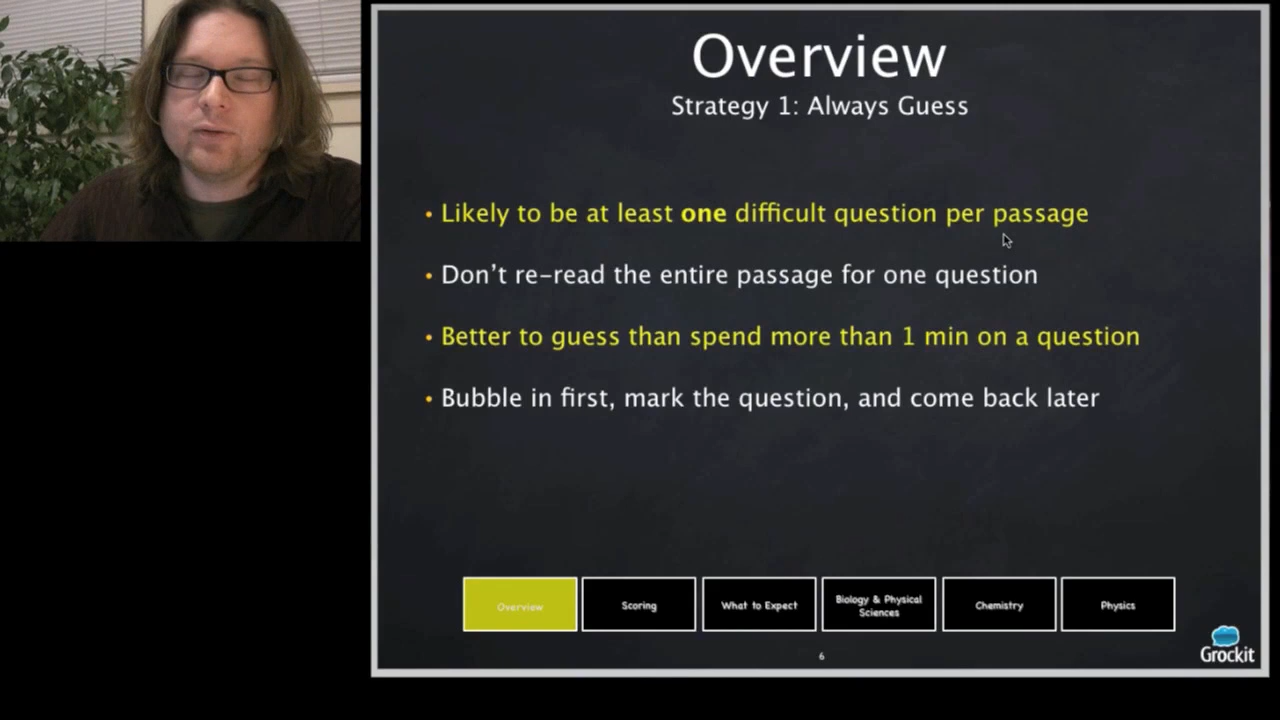 Overview
Strategy 1: Always Guess
• Likely to be at least one difficult question per passage
• Don't re-read the entire passage for one question
• Better to guess than spend more than 1 min on a question
• Bubble in first, mark the question, and come back later
Overview
Scoring
What to Expect
Biology & Physical
Sciences
Chemistry
Physics
6
Grockit